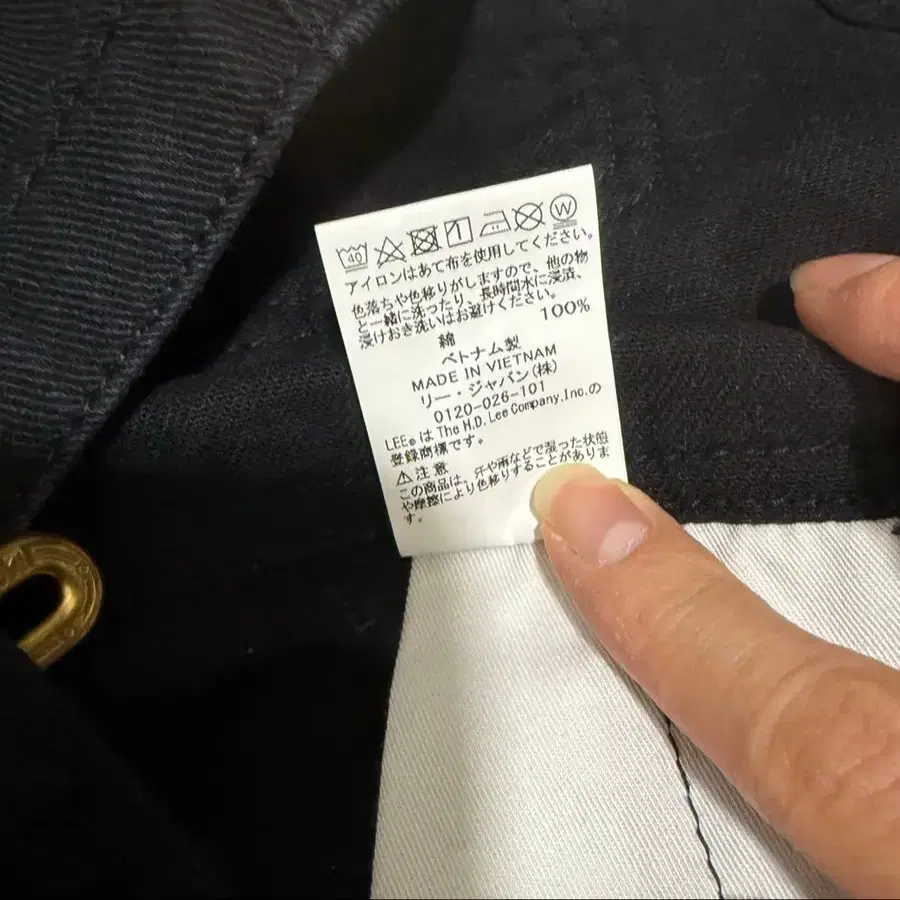 40
W
アイロンはあて布を使用してください。
色落ちや色移りがしますので、他の物
と一緒に洗ったり、長時間水に浸漬、
浸けおき洗いはお避けください。
綿 100%
ベトナム製
MADE IN VIETNAM
リー・ジャパン(株)
0120-026-101
LEE®は The H.D. Lee Company, Inc.の
登録商標です。
⚠注意
この商品は、汗や雨などで湿った状態
や摩擦により色移りすることがありま
す。